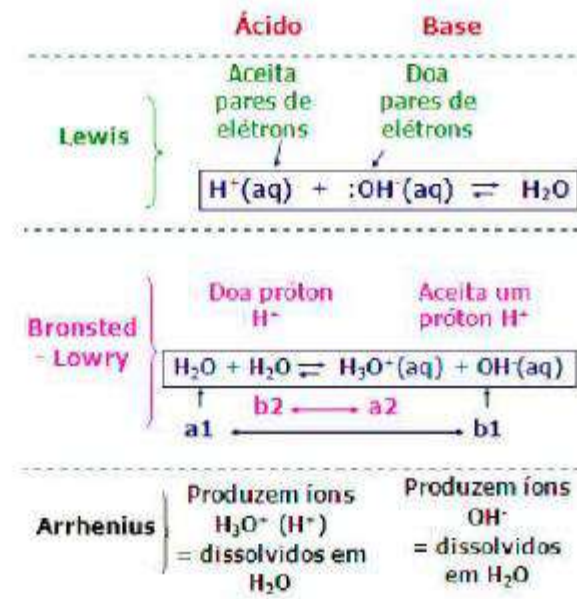 Ácido Base
Aceita pares de elétrons
Doa pares de elétrons
Lewis
H⁺(aq) + :OH⁻(aq) ⇌ H₂O
Doa próton H⁺
Aceita um próton H⁺
Bronsted - Lowry
H₂O + H₂O ⇌ H₃O⁺(aq) + OH⁻(aq)
b2 a2
a1 b1
Arrhenius
Produzem íons H₃O⁺ (H⁺) = dissolvidos em H₂O
Produzem íons OH⁻ = dissolvidos em H₂O